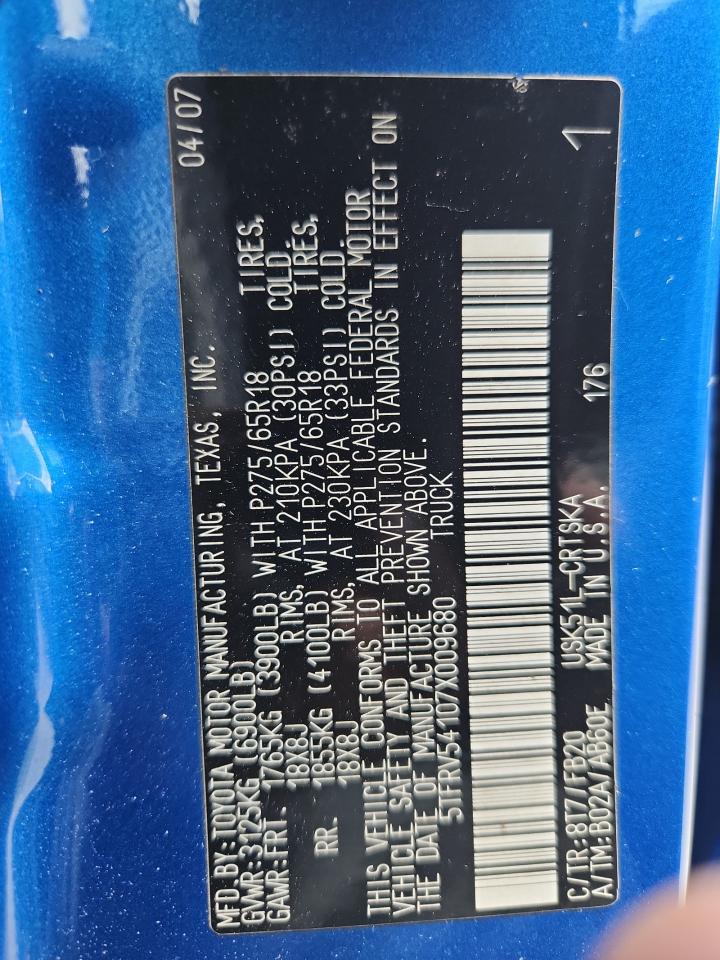 04/07
MFD BY:TOYOTA MOTOR MANUFACTURING, TEXAS, INC.
GVWR:3125KG (6900LB)
GAWR:FRT. 1765KG (3900LB) WITH P275/65R18 TIRES,
18X8J RIMS, AT 210KPA (30PSI) COLD.
RR. 1855KG (4100LB) WITH P275/65R18 TIRES,
18X8J RIMS, AT 230KPA (33PSI) COLD.
THIS VEHICLE CONFORMS TO ALL APPLICABLE FEDERAL MOTOR
VEHICLE SAFETY AND THEFT PREVENTION STANDARDS IN EFFECT ON
THE DATE OF MANUFACTURE SHOWN ABOVE.
5TFRV54107X009680 TRUCK
C/TR:8T7/FB20 USK51L-CRTSKA
A/TM:B02A/AB60E MADE IN U.S.A. 176 1